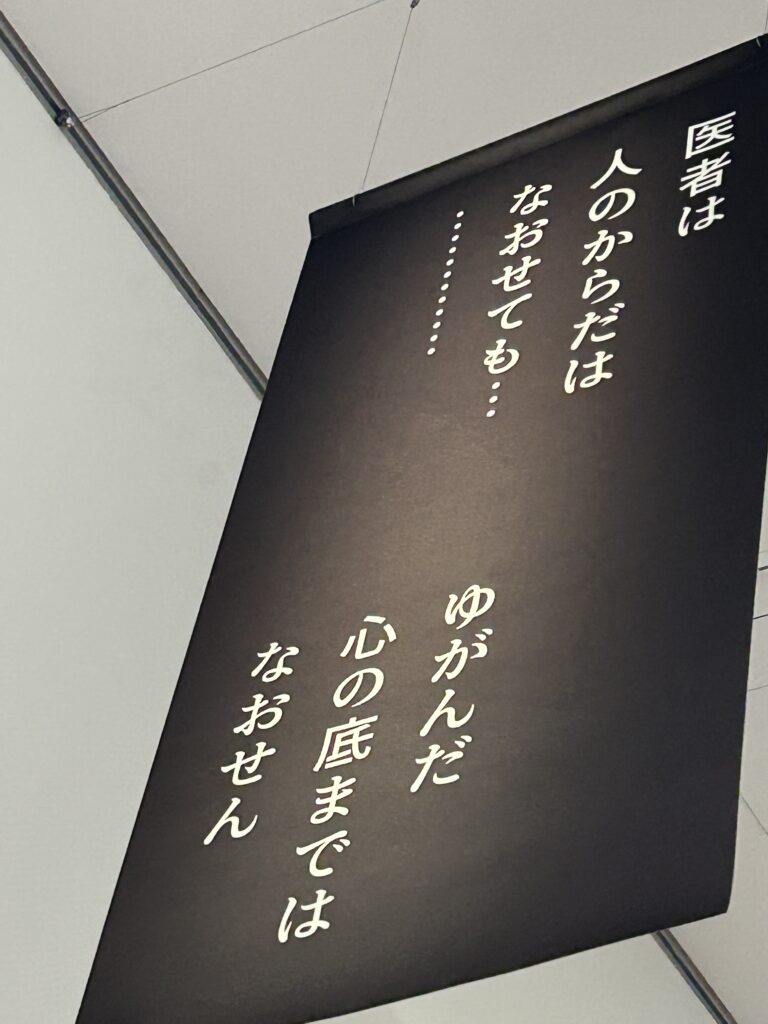 医者は
人のからだは
なおせても…
…………
ゆがんだ
心の底までは
なおせん